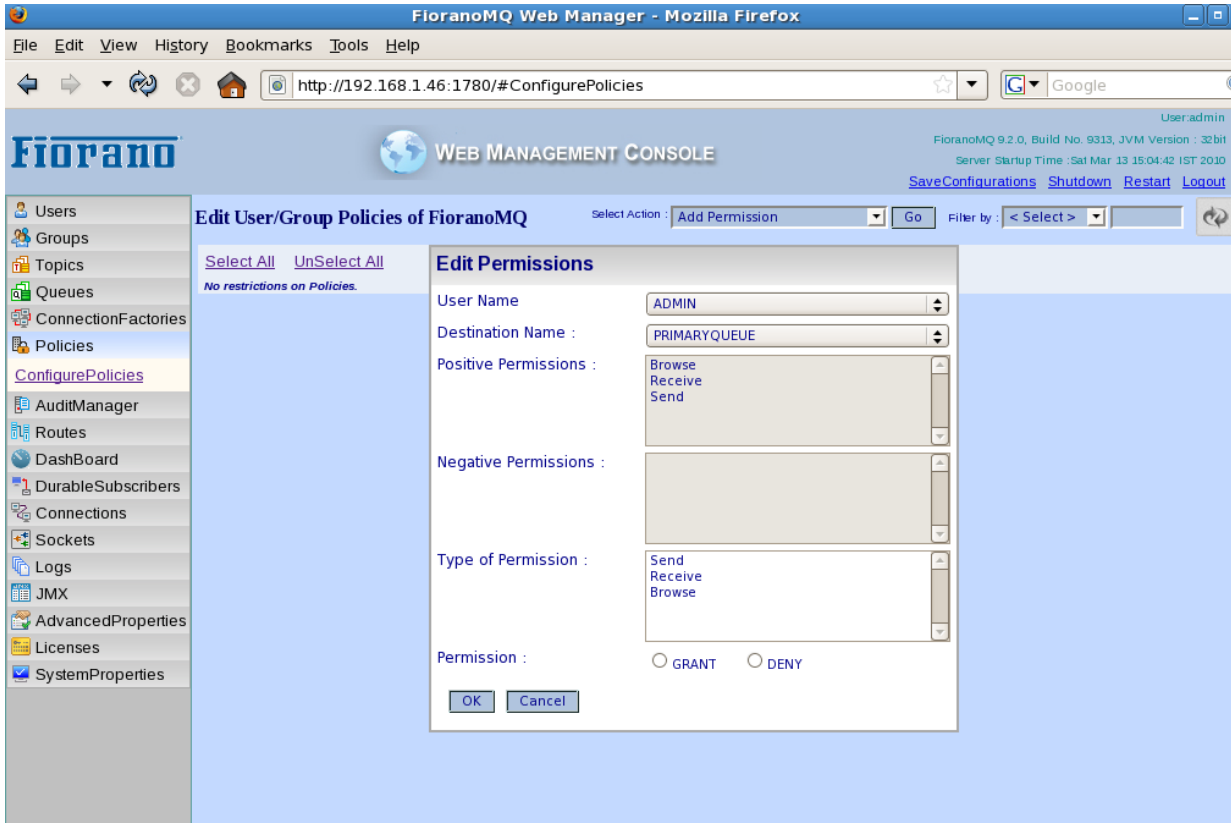 FioranoMQ Web Manager - Mozilla Firefox
File Edit View History Bookmarks Tools Help
http://192.168.1.46:1780/#ConfigurePolicies
G
Google
Fiorano
WEB MANAGEMENT CONSOLE
User:admin
FioranoMQ 9.2.0, Build No. 9313, JVM Version : 32bit
Server Startup Time :Sat Mar 13 15:04:42 IST 2010
SaveConfigurations Shutdown Restart Logout
Users
Groups
Topics
Queues
ConnectionFactories
Policies
ConfigurePolicies
AuditManager
Routes
DashBoard
DurableSubscribers
Connections
Sockets
Logs
JMX
AdvancedProperties
Licenses
SystemProperties
Edit User/Group Policies of FioranoMQ
Select Action : Add Permission Go Filter by : < Select >
Select All UnSelect All
No restrictions on Policies.
Edit Permissions
User Name ADMIN
Destination Name : PRIMARYQUEUE
Positive Permissions : Browse
Receive
Send
Negative Permissions :
Type of Permission : Send
Receive
Browse
Permission : GRANT DENY
OK Cancel